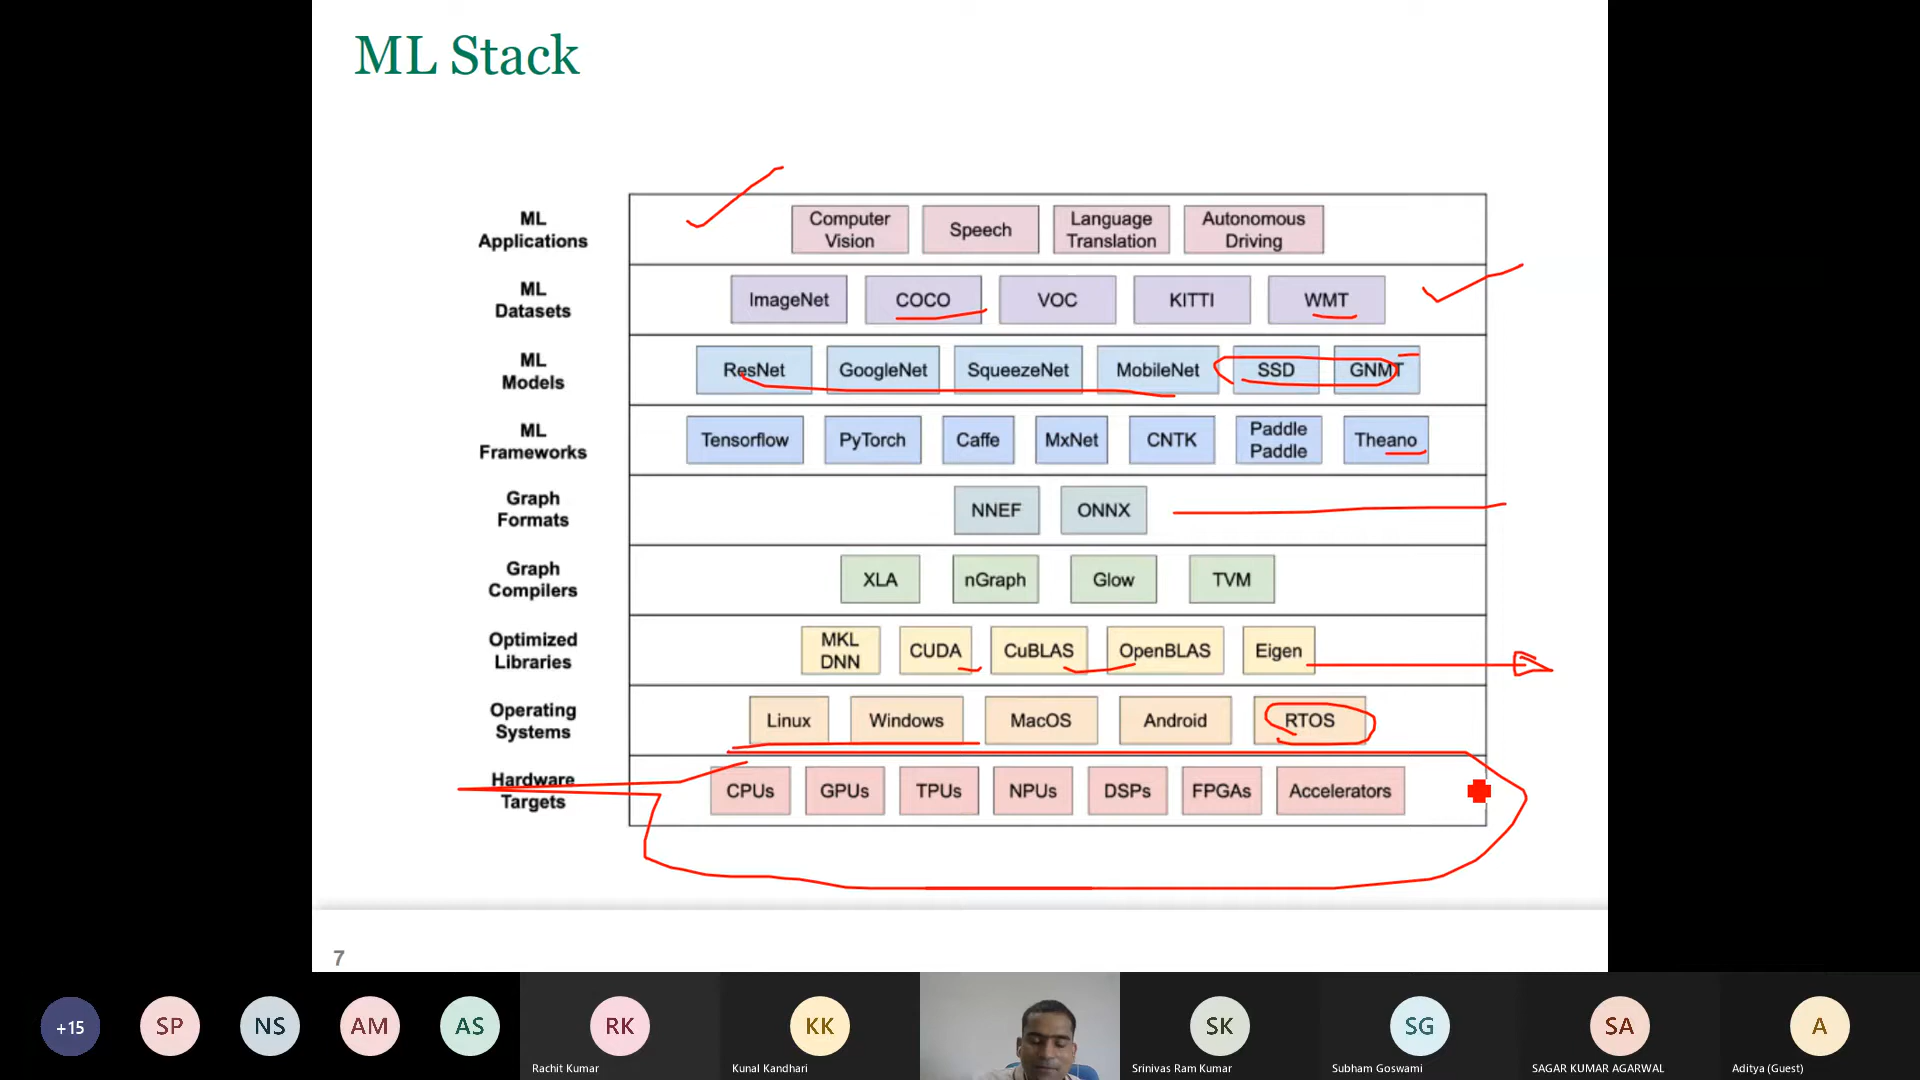 ML Stack
ML
Applications
Computer
Vision
Speech
Language
Translation
Autonomous
Driving
ML
Datasets
ImageNet
COCO
VOC
KITTI
WMT
ML
Models
ResNet
GoogleNet
SqueezeNet
MobileNet
SSD
GNMT
ML
Frameworks
Tensorflow
PyTorch
Caffe
MxNet
CNTK
Paddle
Paddle
Theano
Graph
Formats
NNEF
ONNX
Graph
Compilers
XLA
nGraph
Glow
TVM
Optimized
Libraries
MKL
DNN
CUDA
CuBLAS
OpenBLAS
Eigen
Operating
Systems
Linux
Windows
MacOS
Android
RTOS
Hardware
Targets
CPUs
GPUs
TPUs
NPUs
DSPs
FPGAs
Accelerators
7
+15
SP
NS
AM
AS
RK
Rachit Kumar
KK
Kunal Kandhari
SK
Srinivas Ram Kumar
SG
Subham Goswami
SA
SAGAR KUMAR AGARWAL
A
Aditya (Guest)